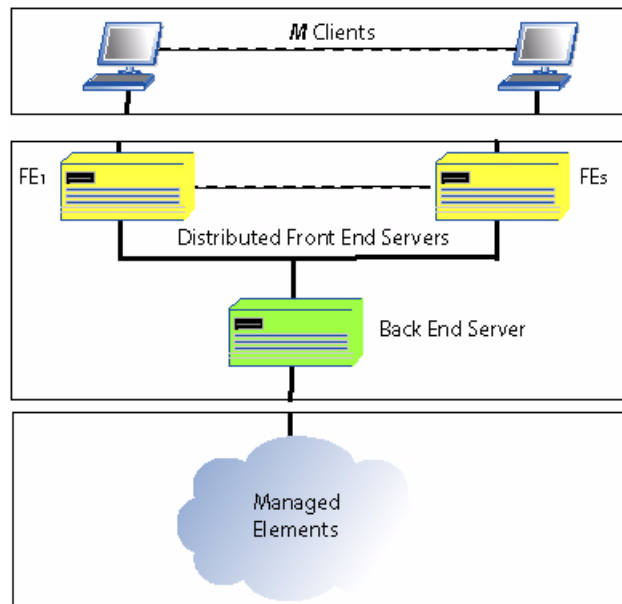 M Clients
FE1
FEs
Distributed Front End Servers
Back End Server
Managed
Elements